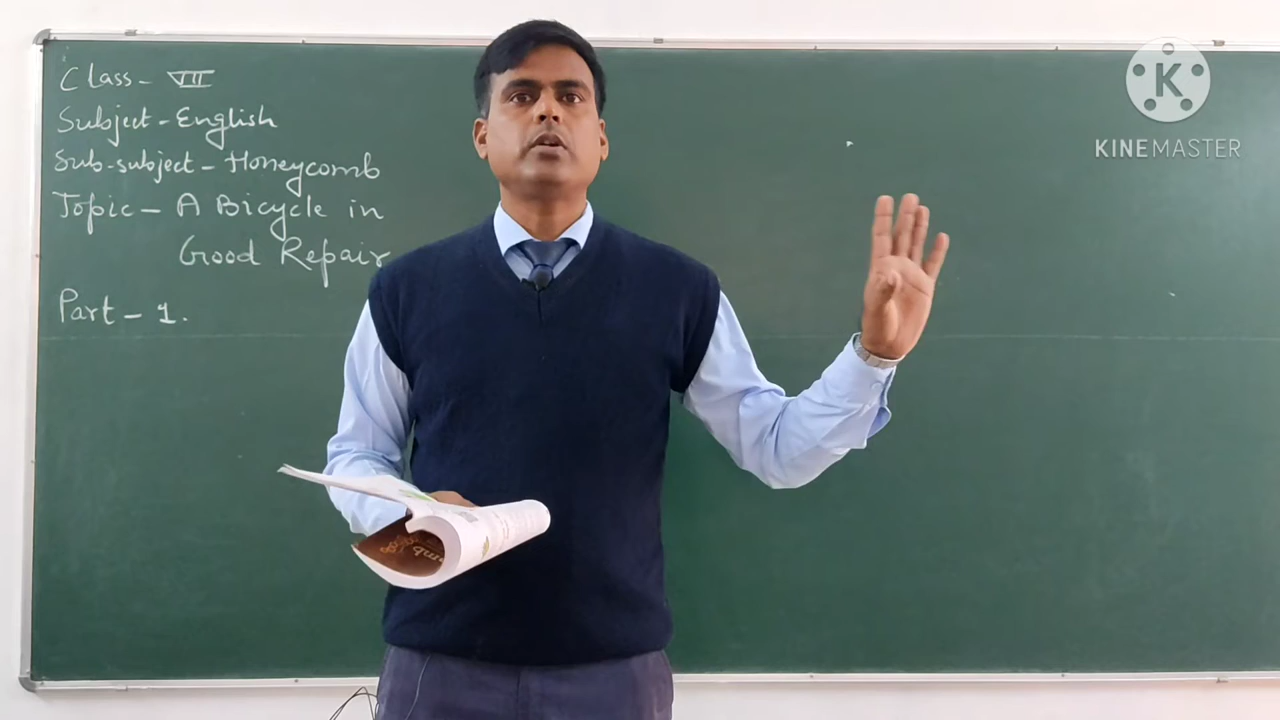 Class - VII
Subject - English
Sub-subject - Honeycomb
Topic - A Bicycle in
Good Repair
Part - 1.
K
KINEMASTER